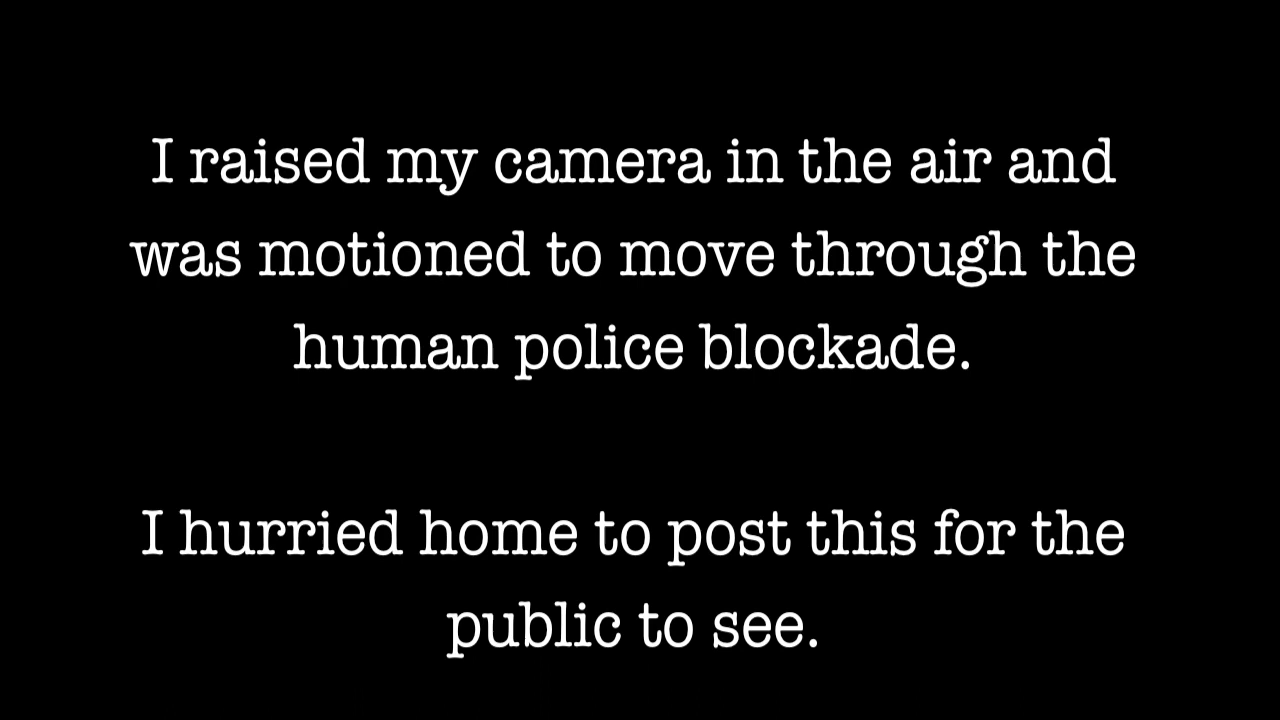 I raised my camera in the air and
was motioned to move through the
human police blockade.
I hurried home to post this for the
public to see.